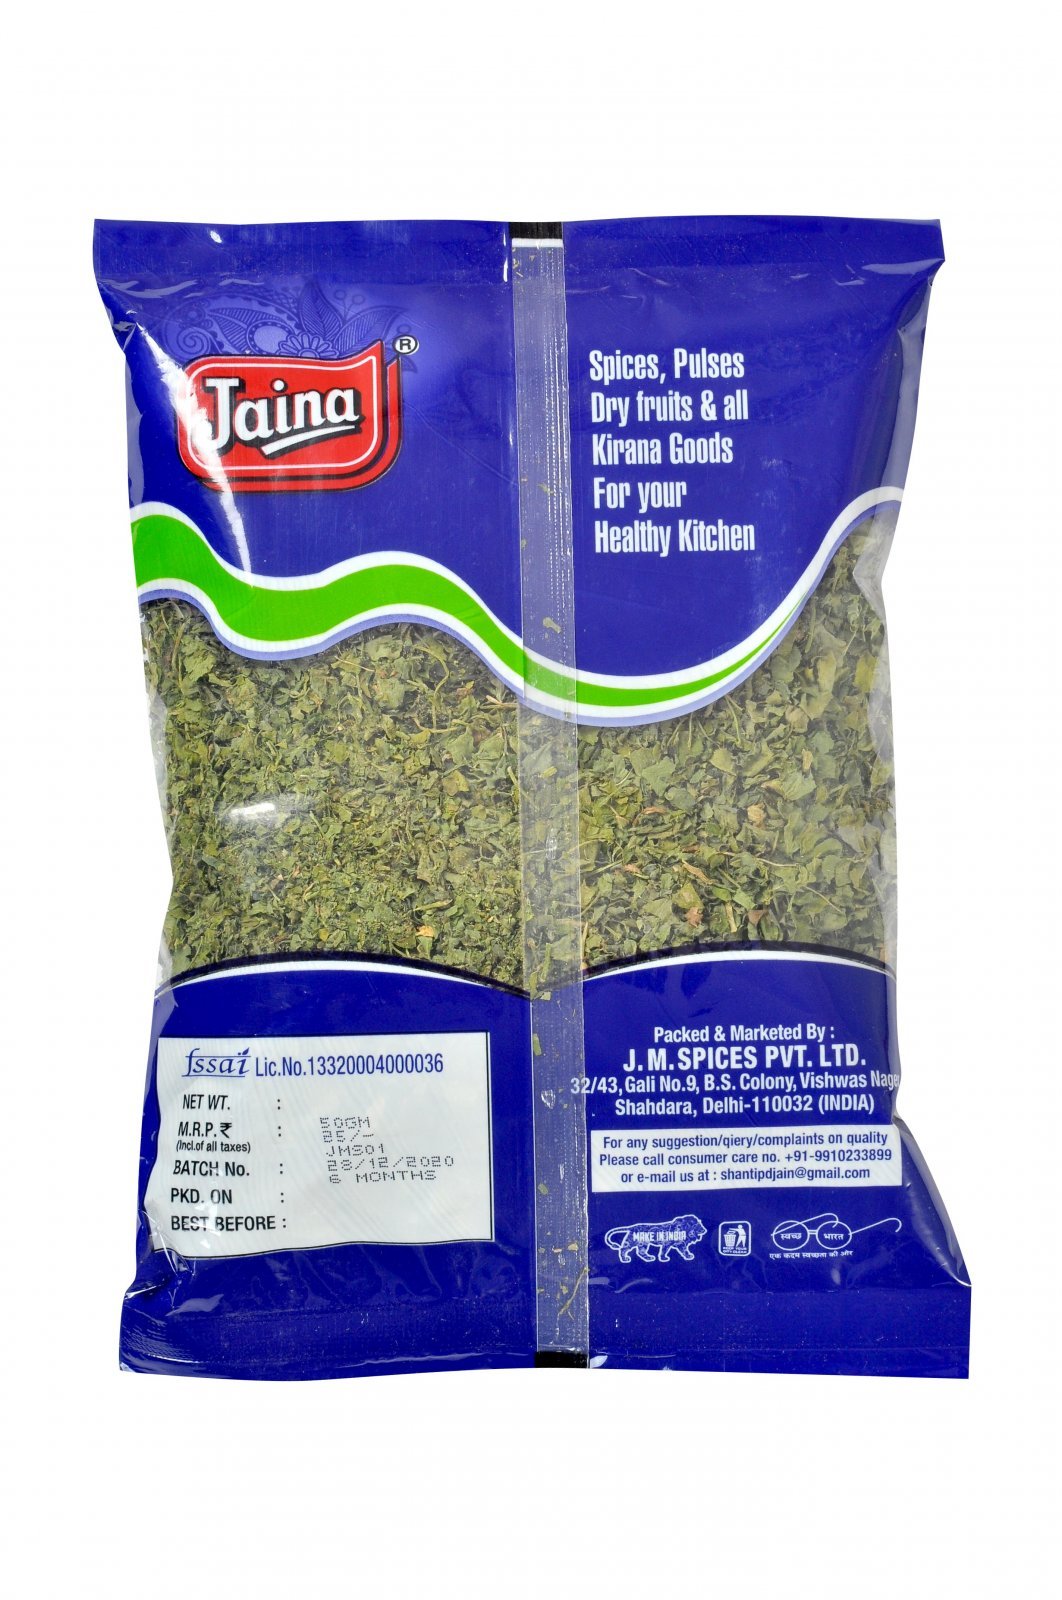 Jaina ®
Spices, Pulses
Dry fruits & all
Kirana Goods
For your
Healthy Kitchen
fssai Lic.No.13320004000036
NET WT. : 50GM
M.R.P.₹ : 25/-
(Incl.of all taxes)
BATCH No. : JMS01
PKD. ON : 28/12/2020
BEST BEFORE : 6 MONTHS
Packed & Marketed By :
J.M.SPICES PVT. LTD.
32/43, Gali No.9, B.S. Colony, Vishwas Nager
Shahdara, Delhi-110032 (INDIA)
For any suggestion/qiery/complaints on quality
Please call consumer care no. +91-9910233899
or e-mail us at : shantipdjain@gmail.com
MAKE IN INDIA
स्वच्छ भारत
एक कदम स्वच्छता की ओर